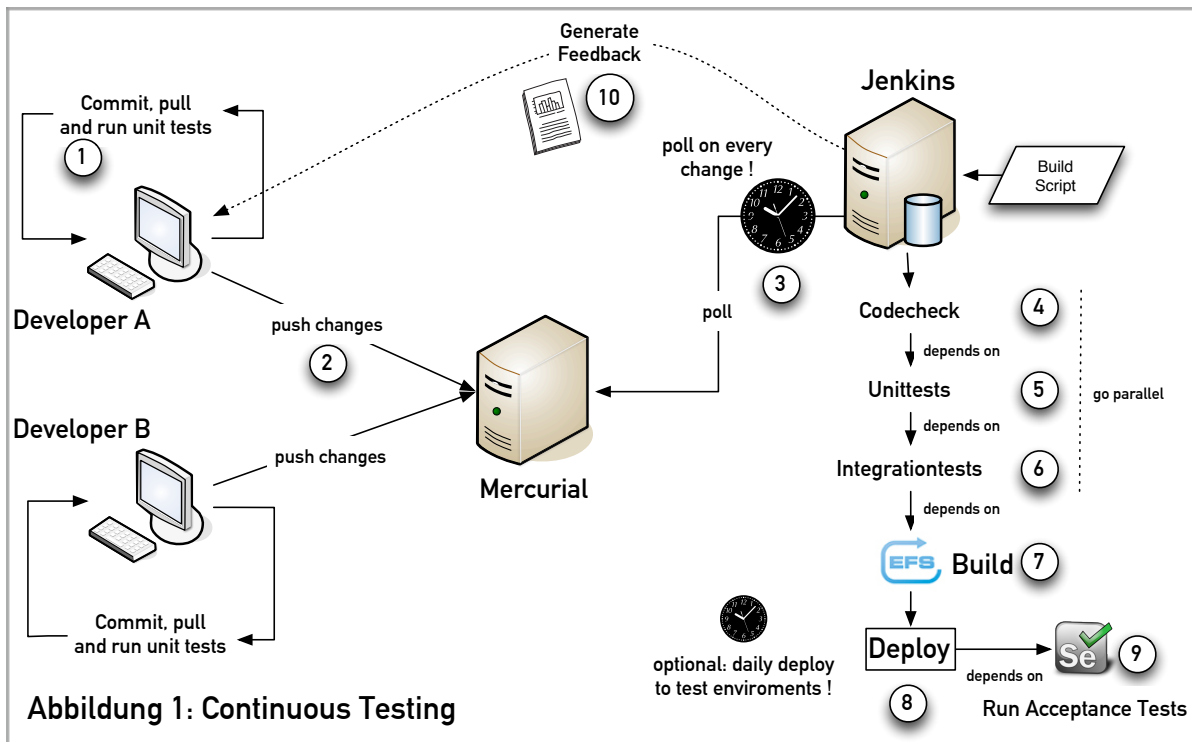 Generate
Feedback
10
Jenkins
Commit, pull
and run unit tests
1
poll on every
change !
Build
Script
3
Developer A
push changes
2
poll
Codecheck
4
depends on
Unittests
5
go parallel
depends on
Integrationtests
6
depends on
Developer B
push changes
Mercurial
EFS
Build
7
Commit, pull
and run unit tests
optional: daily deploy
to test enviroments !
Deploy
8
depends on
Se
9
Run Acceptance Tests
Abbildung 1: Continuous Testing